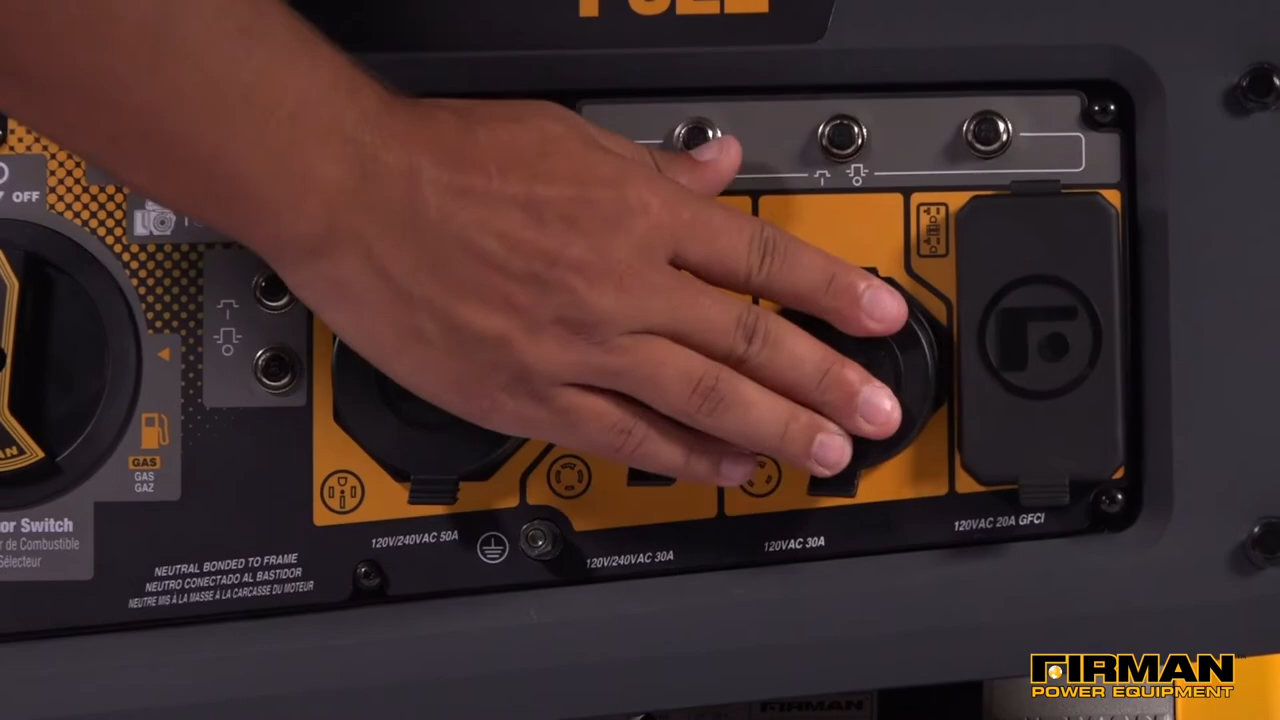 OFF
GAS
GAS
GAZ
or Switch
r de Combustible
Sélecteur
NEUTRAL BONDED TO FRAME
NEUTRO CONECTADO AL BASTIDOR
NEUTRE MIS À LA MASSE À LA CARCASSE DU MOTEUR
120V/240VAC 50A
120V/240VAC 30A
120VAC 30A
120VAC 20A GFCI
FIRMAN
POWER EQUIPMENT
FIRMAN